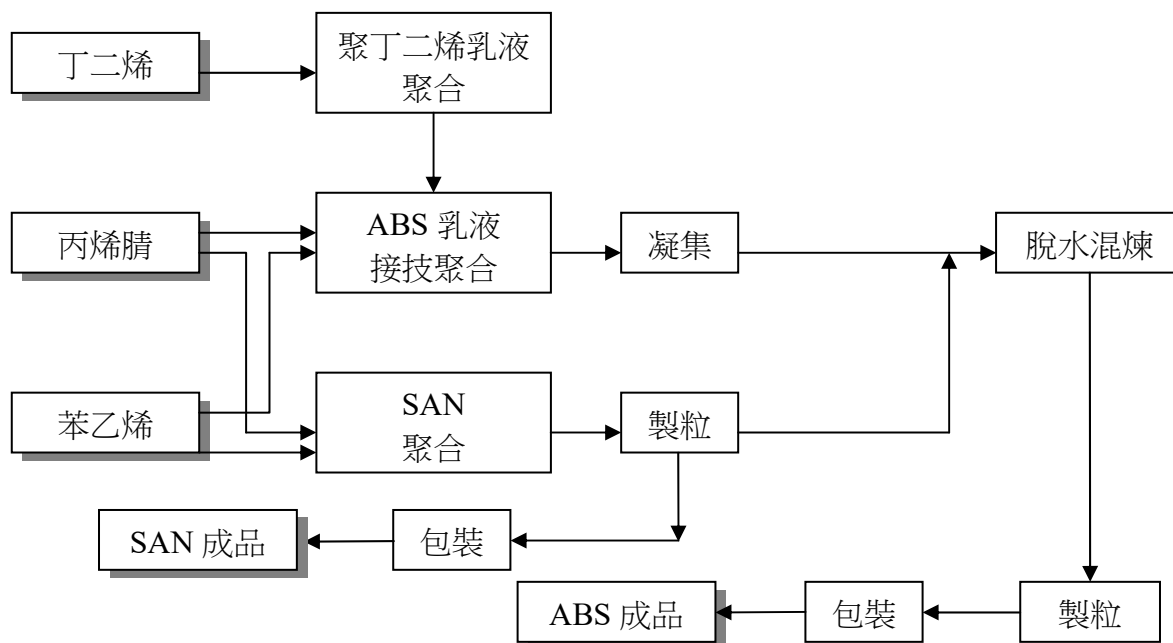 丁二烯
聚丁二烯乳液
聚合
丙烯腈
ABS 乳液
接技聚合
凝集
脫水混煉
苯乙烯
SAN
聚合
製粒
SAN 成品
包裝
ABS 成品
包裝
製粒